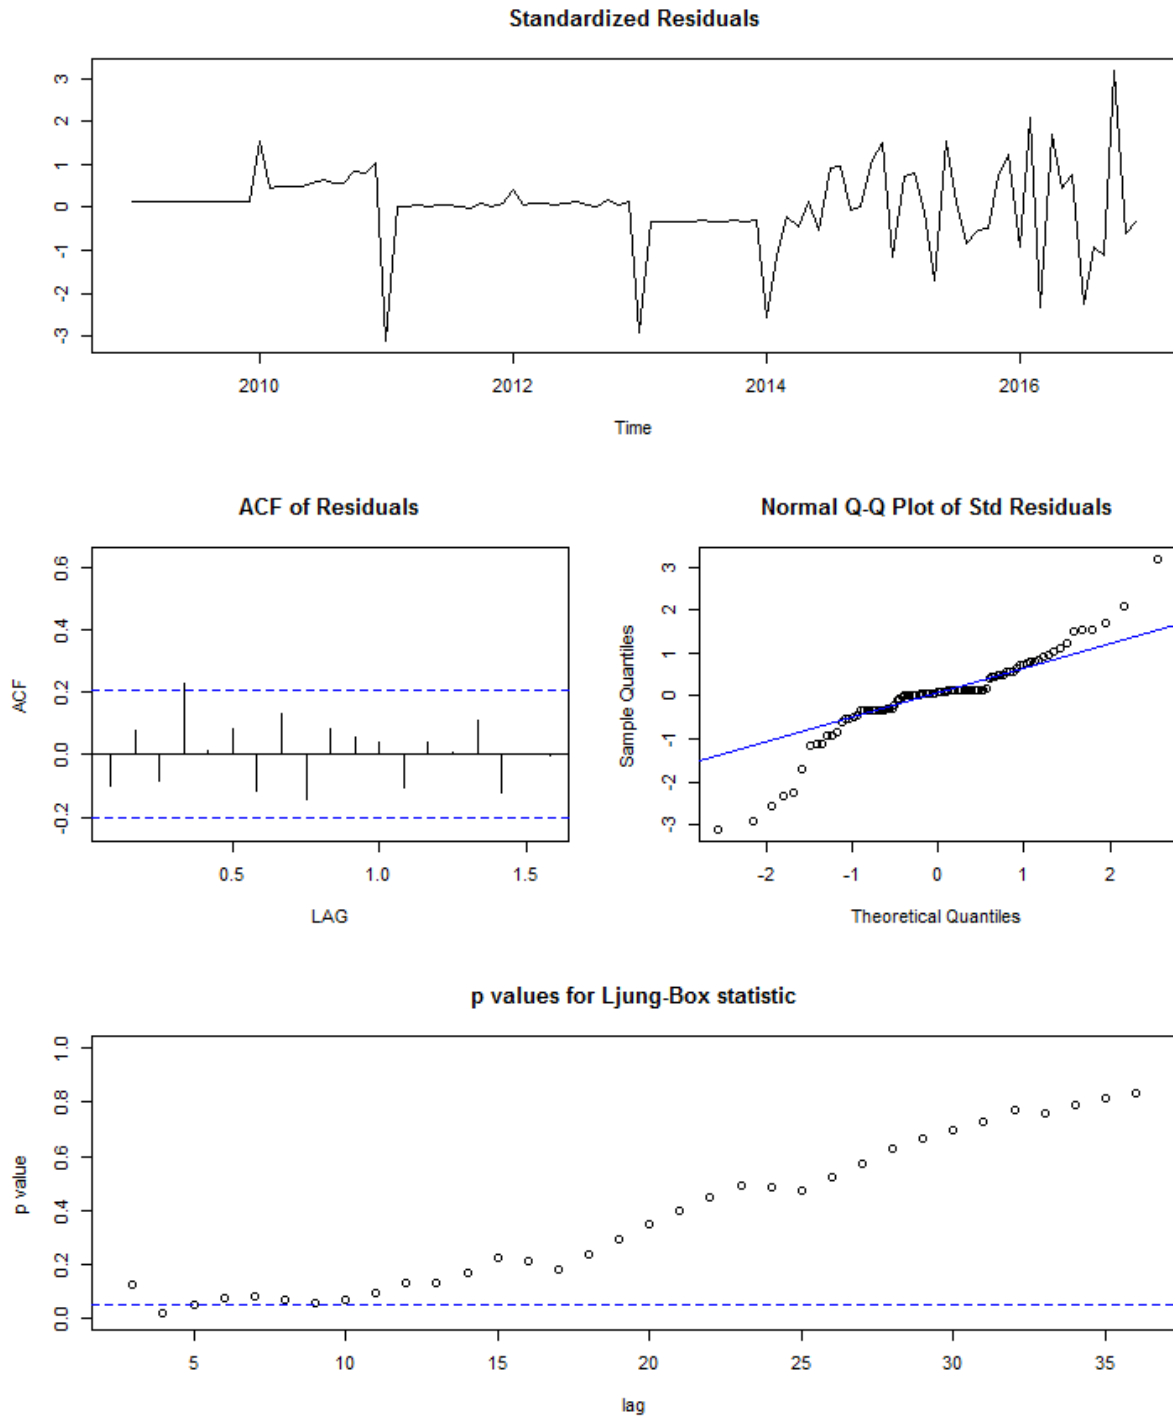 Standardized Residuals
3
2
1
0
-1
-2
-3
2010 2012 2014 2016
Time
ACF of Residuals
0.6
0.4
0.2
0.0
-0.2
ACF
0.5 1.0 1.5
LAG
Normal Q-Q Plot of Std Residuals
3
2
1
0
-1
-2
-3
Sample Quantiles
-2 -1 0 1 2
Theoretical Quantiles
p values for Ljung-Box statistic
1.0
0.8
0.6
0.4
0.2
0.0
p value
5 10 15 20 25 30 35
lag